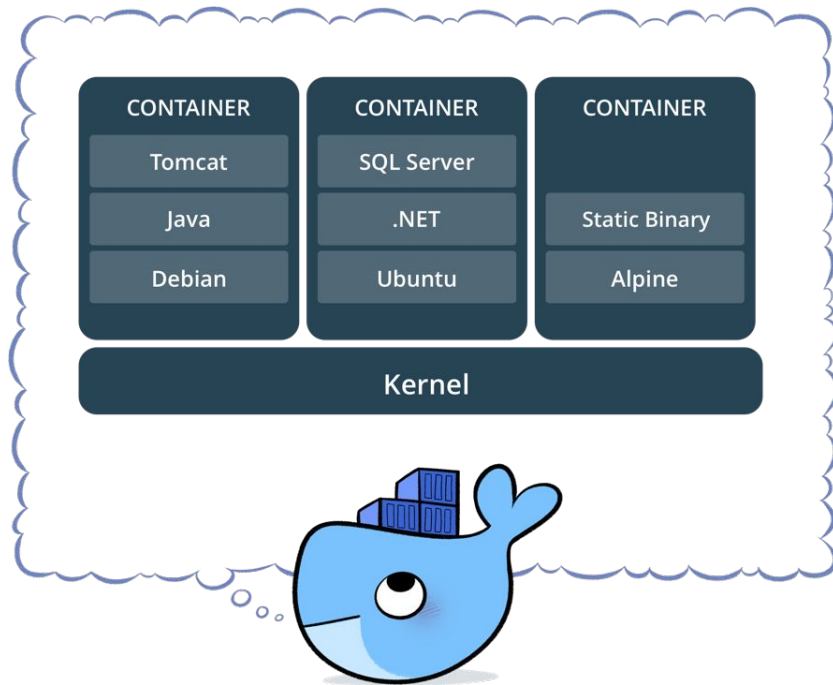 CONTAINER
Tomcat
Java
Debian
CONTAINER
SQL Server
.NET
Ubuntu
CONTAINER
Static Binary
Alpine
Kernel